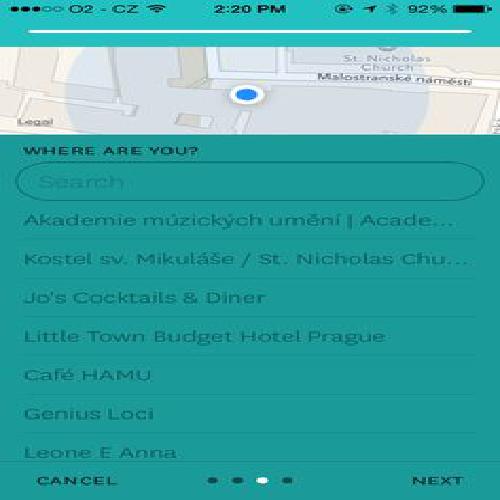 O2 - CZ 2:20 PM 92%
St. Nicholas
Church
Malostranské náměstí
Legal
WHERE ARE YOU?
Search
Akademie múzických umění | Acade...
Kostel sv. Mikuláše / St. Nicholas Chu...
Jo's Cocktails & Diner
Little Town Budget Hotel Prague
Café HAMU
Genius Loci
Leone E Anna
CANCEL NEXT